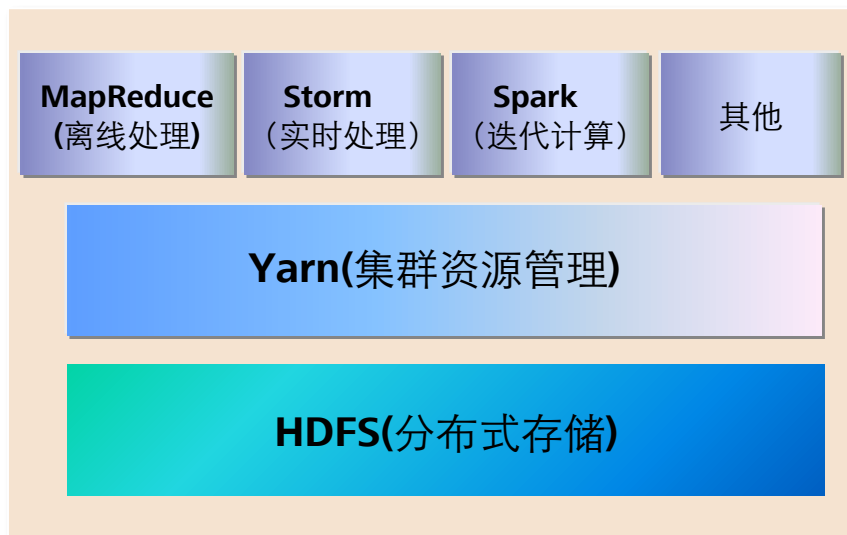 MapReduce
(离线处理)
Storm
（实时处理）
Spark
（迭代计算）
其他
Yarn(集群资源管理)
HDFS(分布式存储)